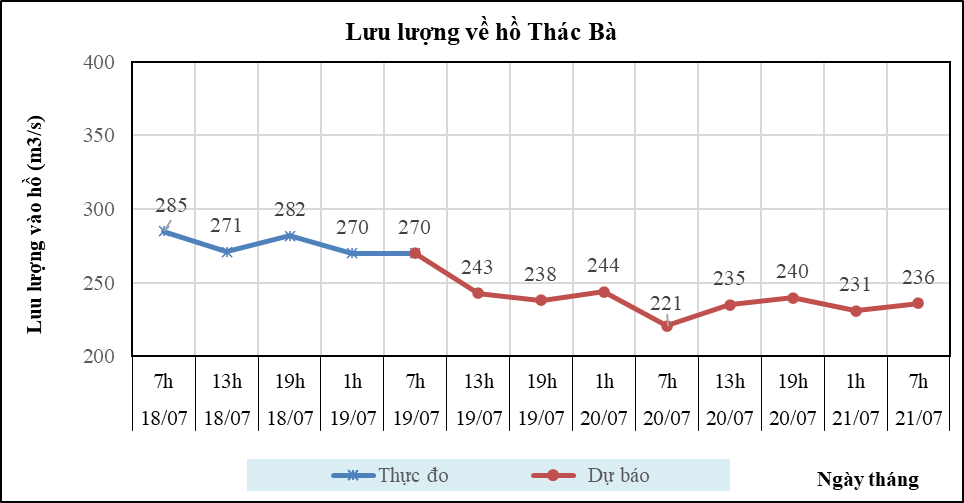 Lưu lượng về hồ Thác Bà
Lưu lượng vào hồ (m3/s)
400
350
300
250
200
285 271 282 270 270 243 238 244 221 235 240 231 236
7h 13h 19h 1h 7h 13h 19h 1h 7h 13h 19h 1h 7h
18/07 18/07 18/07 19/07 19/07 19/07 19/07 20/07 20/07 20/07 20/07 21/07 21/07
Thực đo Dự báo
Ngày tháng